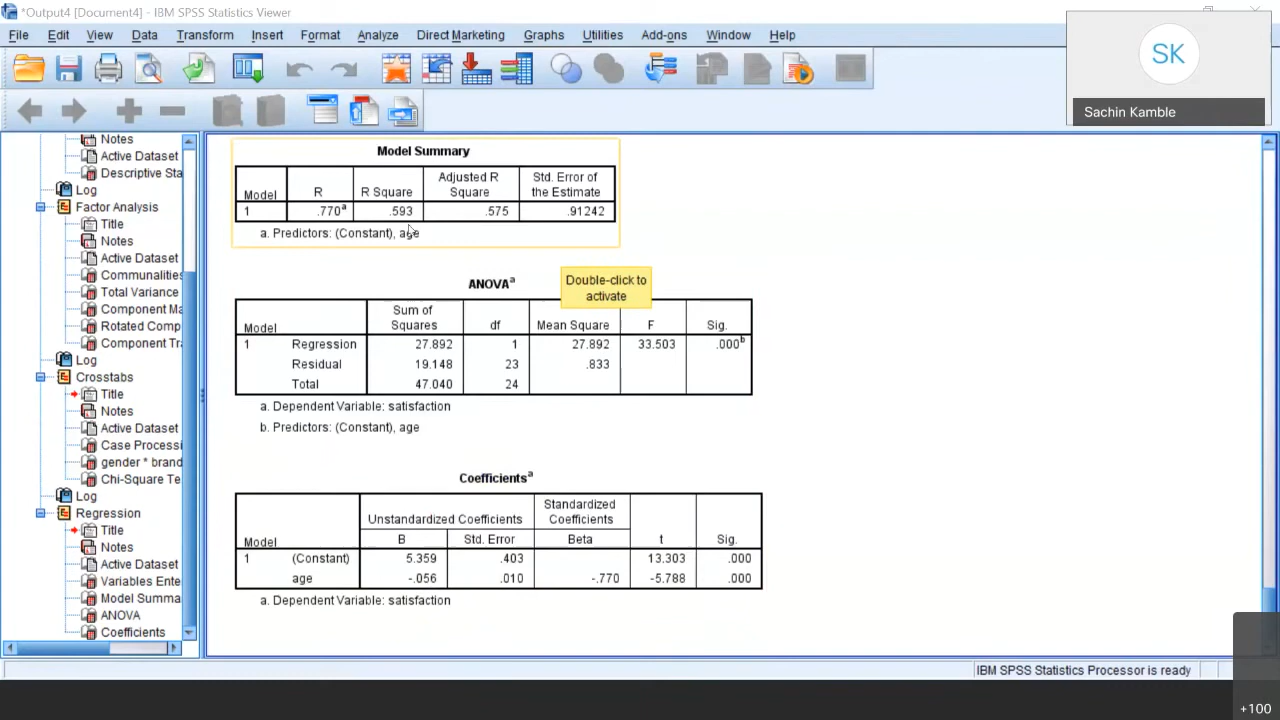 *Output4 [Document4] - IBM SPSS Statistics Viewer
File Edit View Data Transform Insert Format Analyze Direct Marketing Graphs Utilities Add-ons Window Help
SK
Sachin Kamble
Notes
Active Dataset
Descriptive Sta
Log
Factor Analysis
Title
Notes
Active Dataset
Communalities
Total Variance
Component Ma
Rotated Comp
Component Tra
Log
Crosstabs
Title
Notes
Active Dataset
Case Processi
gender * brand
Chi-Square Te
Log
Regression
Title
Notes
Active Dataset
Variables Ente
Model Summa
ANOVA
Coefficients
Model Summary
Model R R Square Adjusted R Square Std. Error of the Estimate
1 .770a .593 .575 .91242
a. Predictors: (Constant), age
Double-click to
activate
ANOVAa
Model Sum of Squares df Mean Square F Sig.
1 Regression 27.892 1 27.892 33.503 .000b
Residual 19.148 23 .833
Total 47.040 24
a. Dependent Variable: satisfaction
b. Predictors: (Constant), age
Coefficientsa
Model Unstandardized Coefficients Standardized Coefficients t Sig.
B Std. Error Beta
1 (Constant) 5.359 .403 13.303 .000
age -.056 .010 -.770 -5.788 .000
a. Dependent Variable: satisfaction
IBM SPSS Statistics Processor is ready
+100